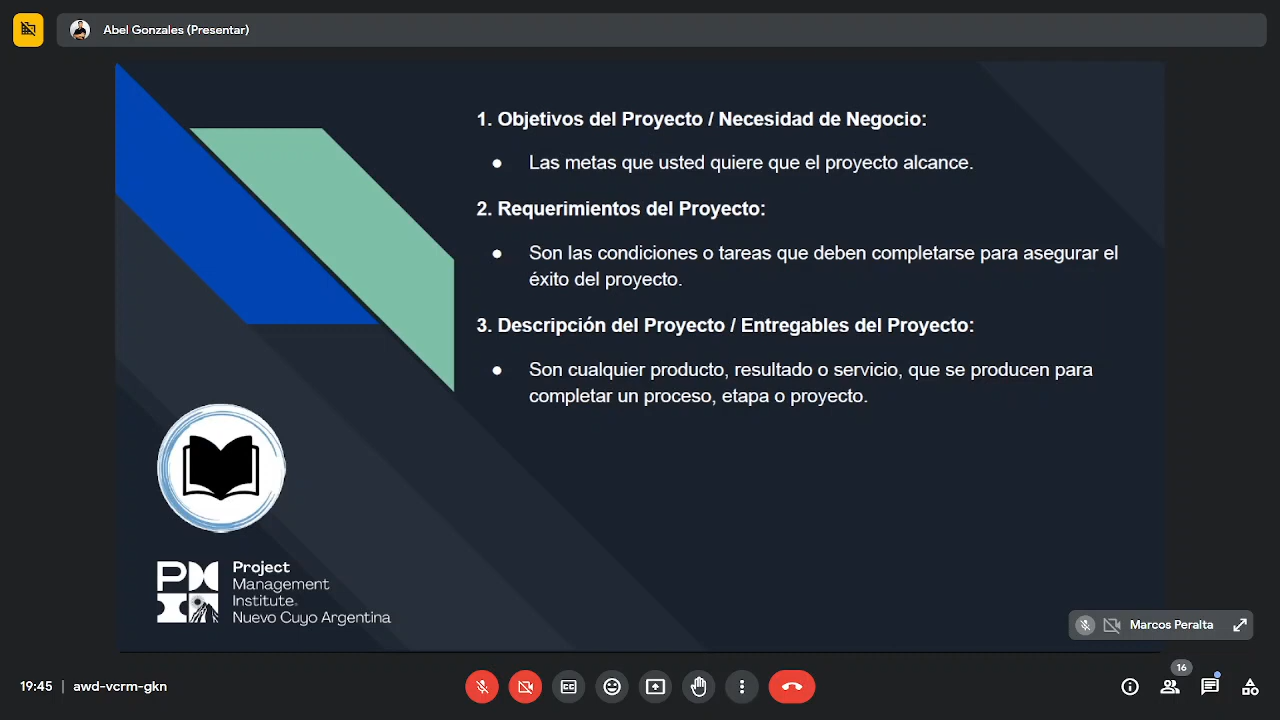 Abel Gonzales (Presentar)
1. Objetivos del Proyecto / Necesidad de Negocio:
● Las metas que usted quiere que el proyecto alcance.
2. Requerimientos del Proyecto:
● Son las condiciones o tareas que deben completarse para asegurar el
éxito del proyecto.
3. Descripción del Proyecto / Entregables del Proyecto:
● Son cualquier producto, resultado o servicio, que se producen para
completar un proceso, etapa o proyecto.
Project
Management
Institute.
Nuevo Cuyo Argentina
Marcos Peralta
19:45 | awd-vcrm-gkn
16